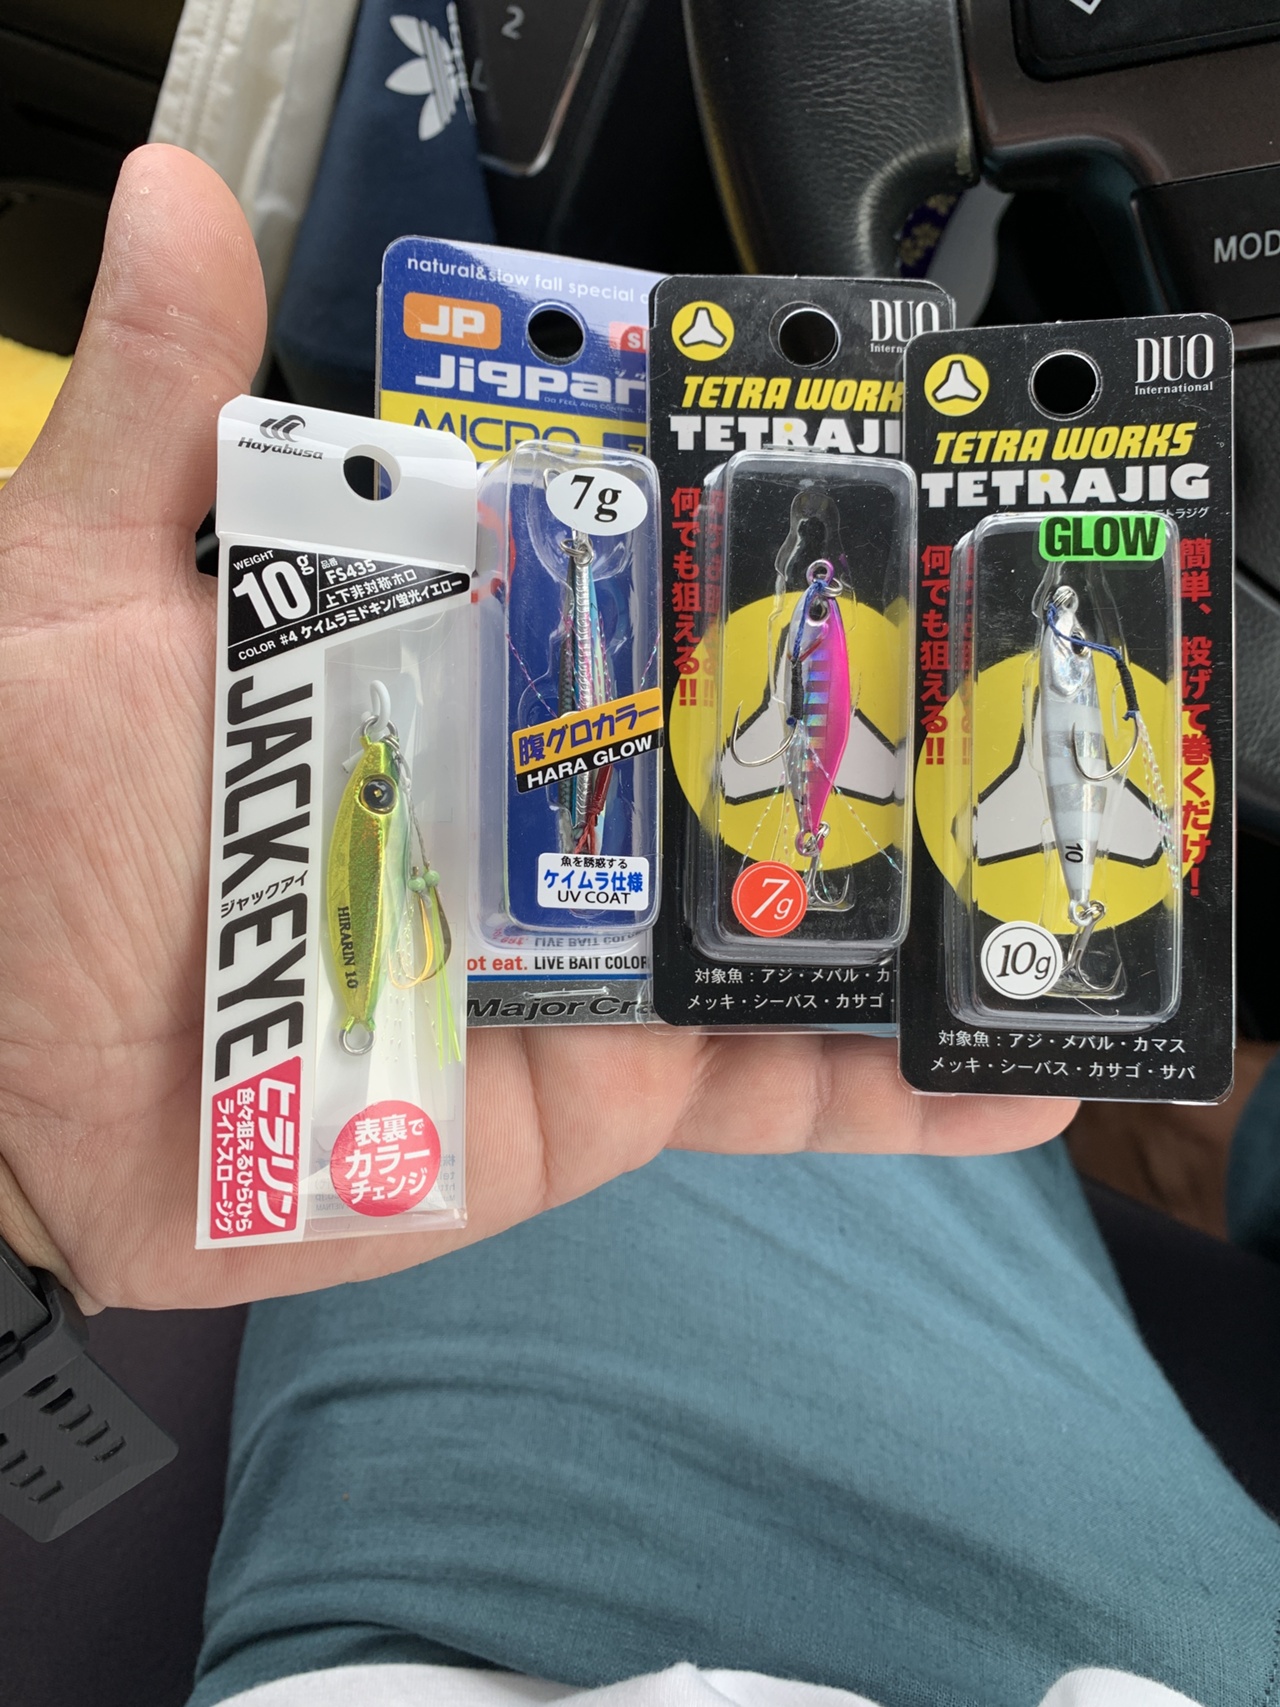 2
MOD
Hayabusa
WEIGHT
10g
品番
FS435
上下非対称ホロ
COLOR #4 ケイムラミドキン/蛍光イエロー
JACKEYE
ジャックアイ
HIRARIN 10
ヒラリン
色々狙えるひらひら
ライトスロージグ
表裏で
カラー
チェンジ
natural&slow fall special
JP
Jigpar
MICRO
7g
腹グロカラー
HARA GLOW
魚を誘惑する
ケイムラ仕様
UV COAT
LIVE BAIT COLOR
ot eat. LIVE BAIT COLOR
Major Cra
DUO
Intern
TETRA WORK
TETRAJI
何でも狙える!!
7g
対象魚：アジ・メバル・カ
メッキ・シーバス・カサゴ・
DUO
International
TETRA WORKS
TETRAJIG
テトラジグ
GLOW
簡単、投げて巻くだけ!
何でも狙える!!
10
10g
対象魚：アジ・メバル・カマス
メッキ・シーバス・カサゴ・サバ